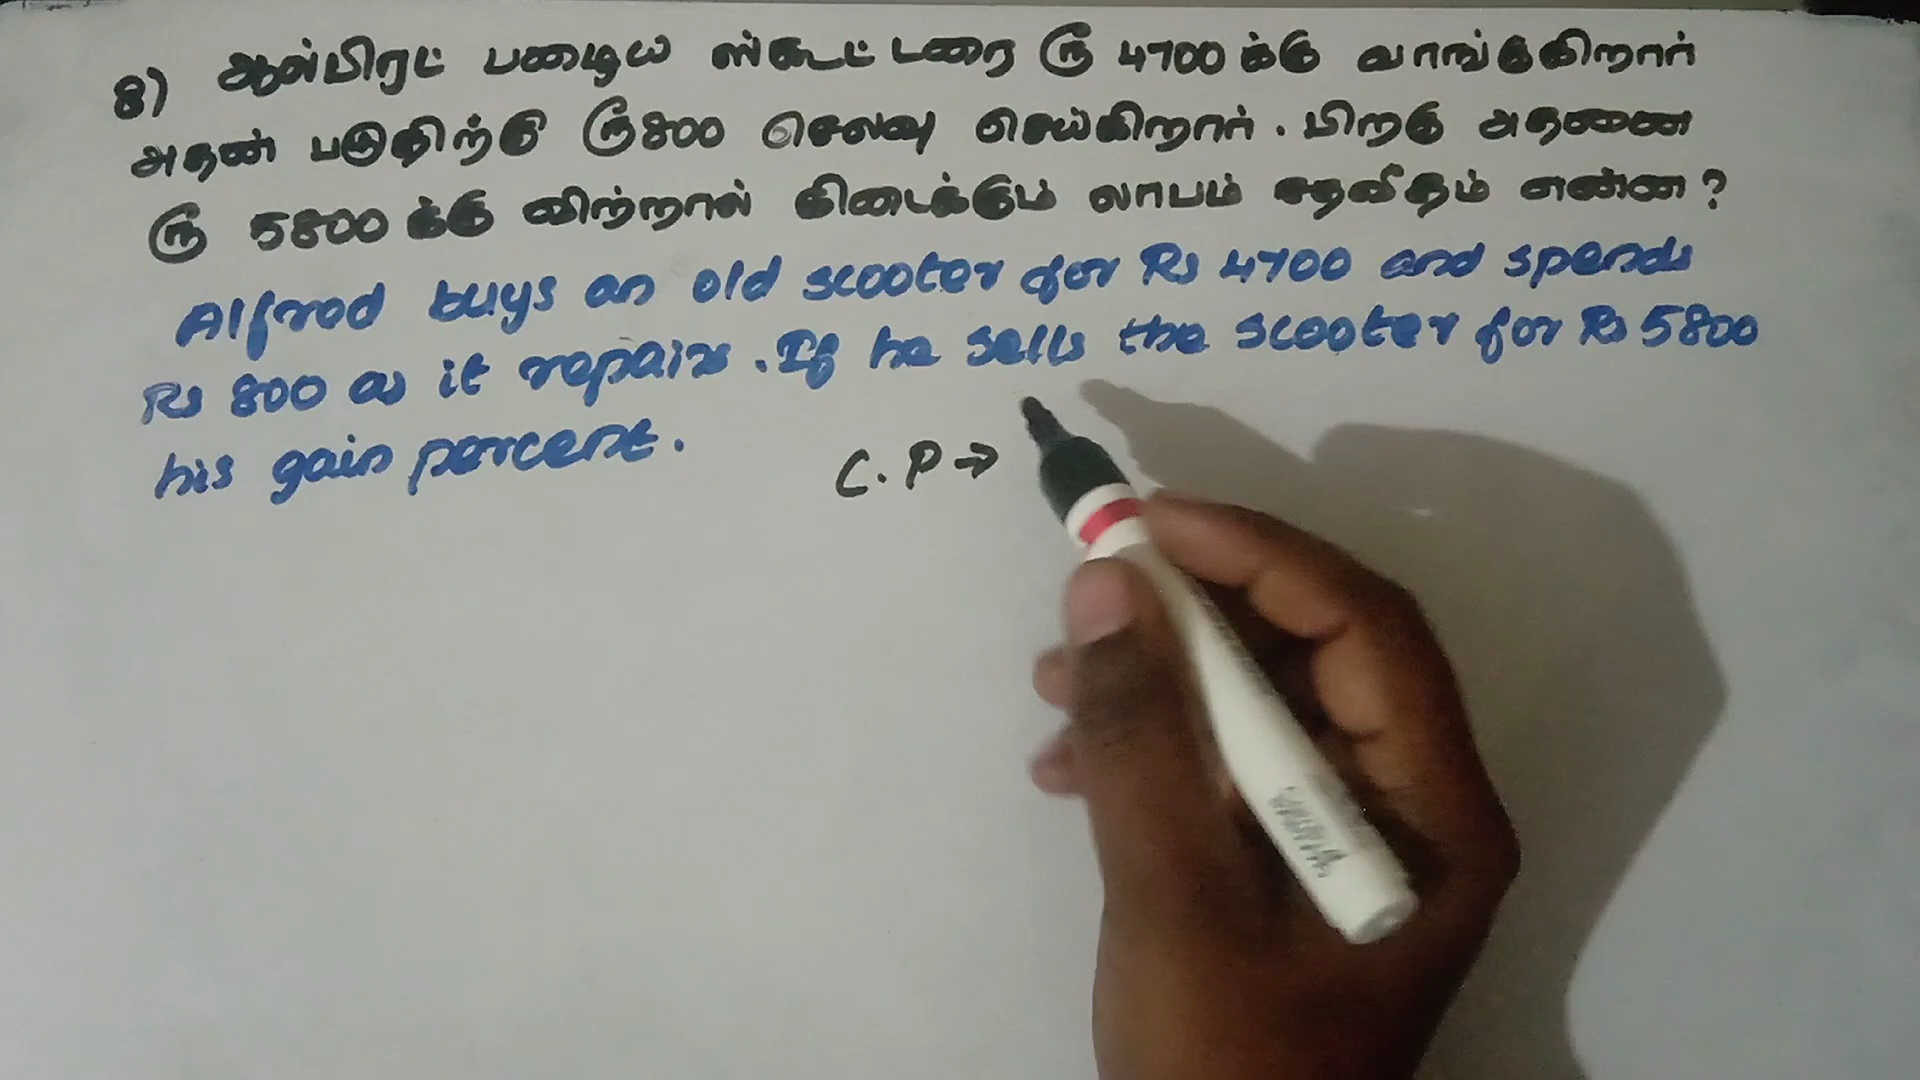 8) ஆல்பிரட் பழைய ஸ்கூட்டரை ரூ 4700 க்கு வாங்குகிறார்
அதன் பழுதிற்கு ரூ 800 செலவு செய்கிறார். பிறகு அதனை
ரூ 5800 க்கு விற்றால் கிடைக்கும் லாபம் சதவீதம் என்ன?
Alfred buys an old scooter for Rs 4700 and spends
Rs 800 as it repairs. If he sells the scooter for Rs 5800
his gain percent.
C.P →